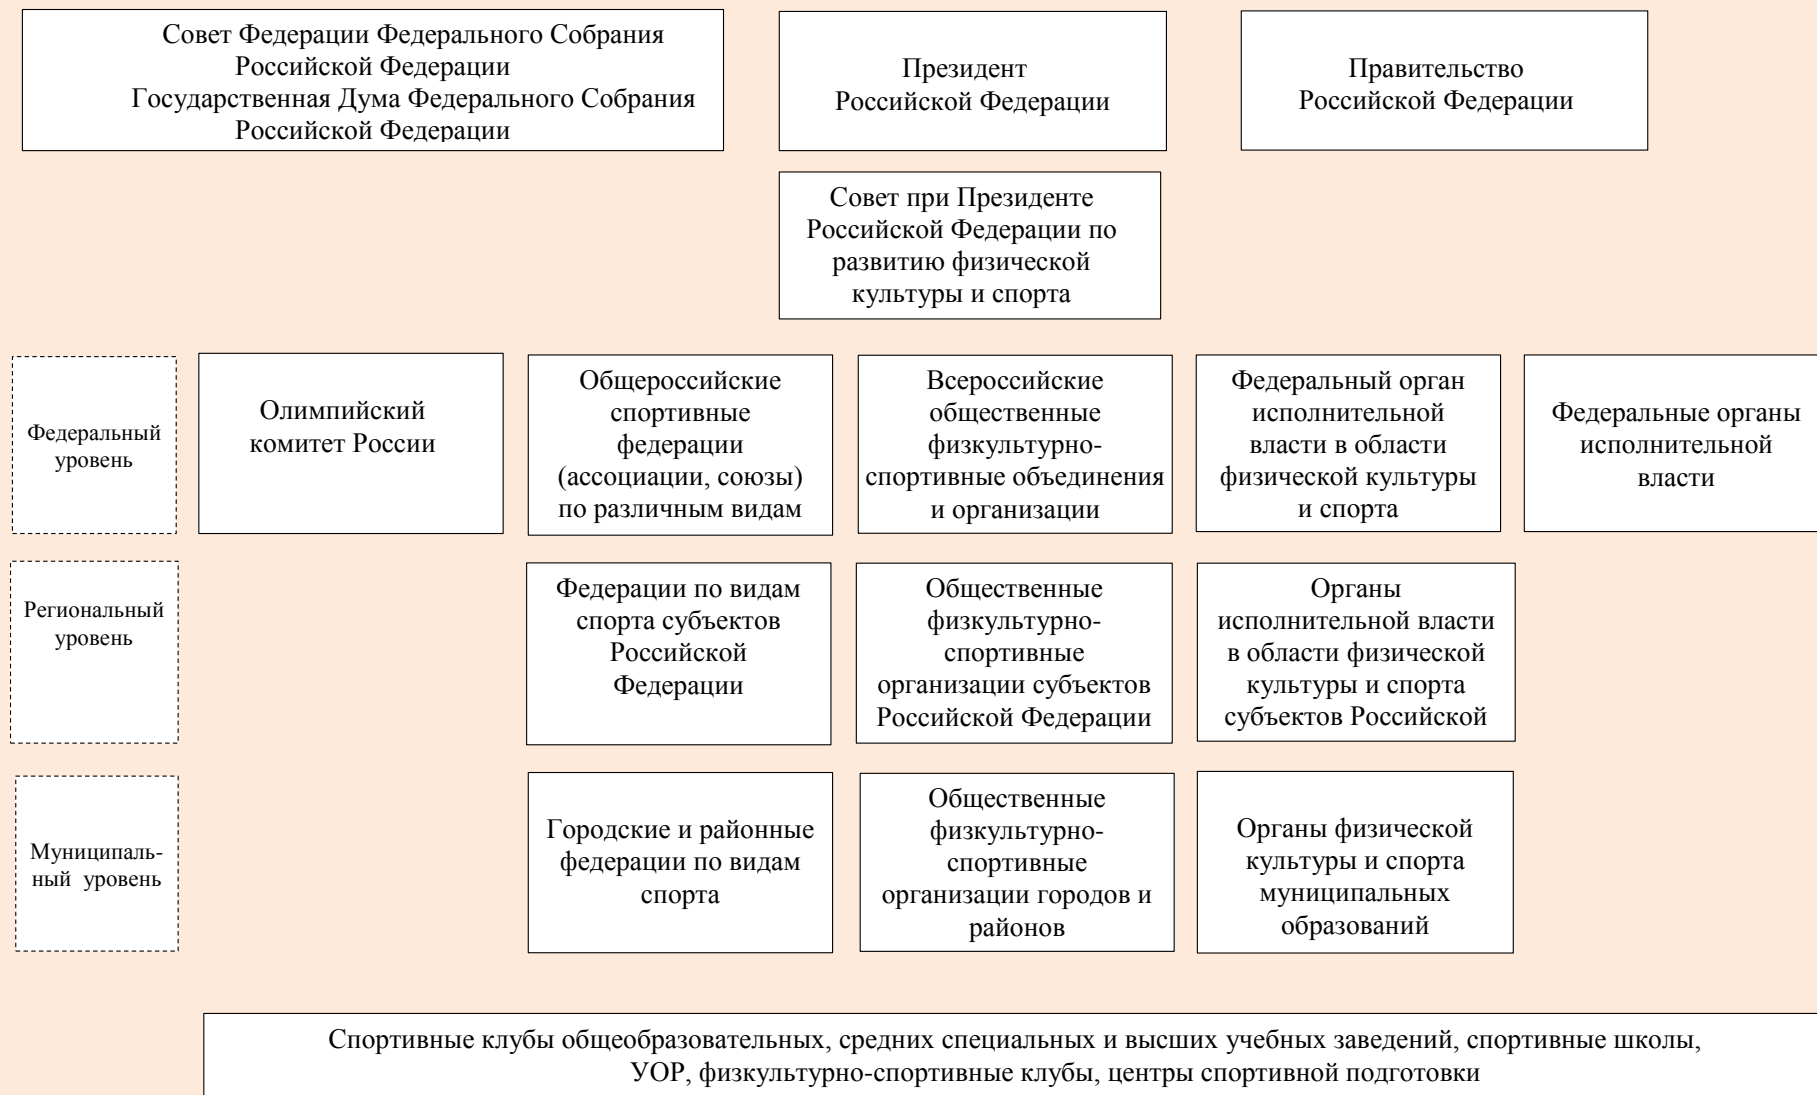 Совет Федерации Федерального Собрания
Российской Федерации
Государственная Дума Федерального Собрания
Российской Федерации
Президент
Российской Федерации
Правительство
Российской Федерации
Совет при Президенте
Российской Федерации по
развитию физической
культуры и спорта
Федеральный
уровень
Олимпийский
комитет России
Общероссийские
спортивные
федерации
(ассоциации, союзы)
по различным видам
Всероссийские
общественные
физкультурно-
спортивные объединения
и организации
Федеральный орган
исполнительной
власти в области
физической культуры
и спорта
Федеральные органы
исполнительной
власти
Региональный
уровень
Федерации по видам
спорта субъектов
Российской
Федерации
Общественные
физкультурно-
спортивные
организации субъектов
Российской Федерации
Органы
исполнительной власти
в области физической
культуры и спорта
субъектов Российской
Муниципаль-
ный уровень
Городские и районные
федерации по видам
спорта
Общественные
физкультурно-
спортивные
организации городов и
районов
Органы физической
культуры и спорта
муниципальных
образований
Спортивные клубы общеобразовательных, средних специальных и высших учебных заведений, спортивные школы,
УОР, физкультурно-спортивные клубы, центры спортивной подготовки